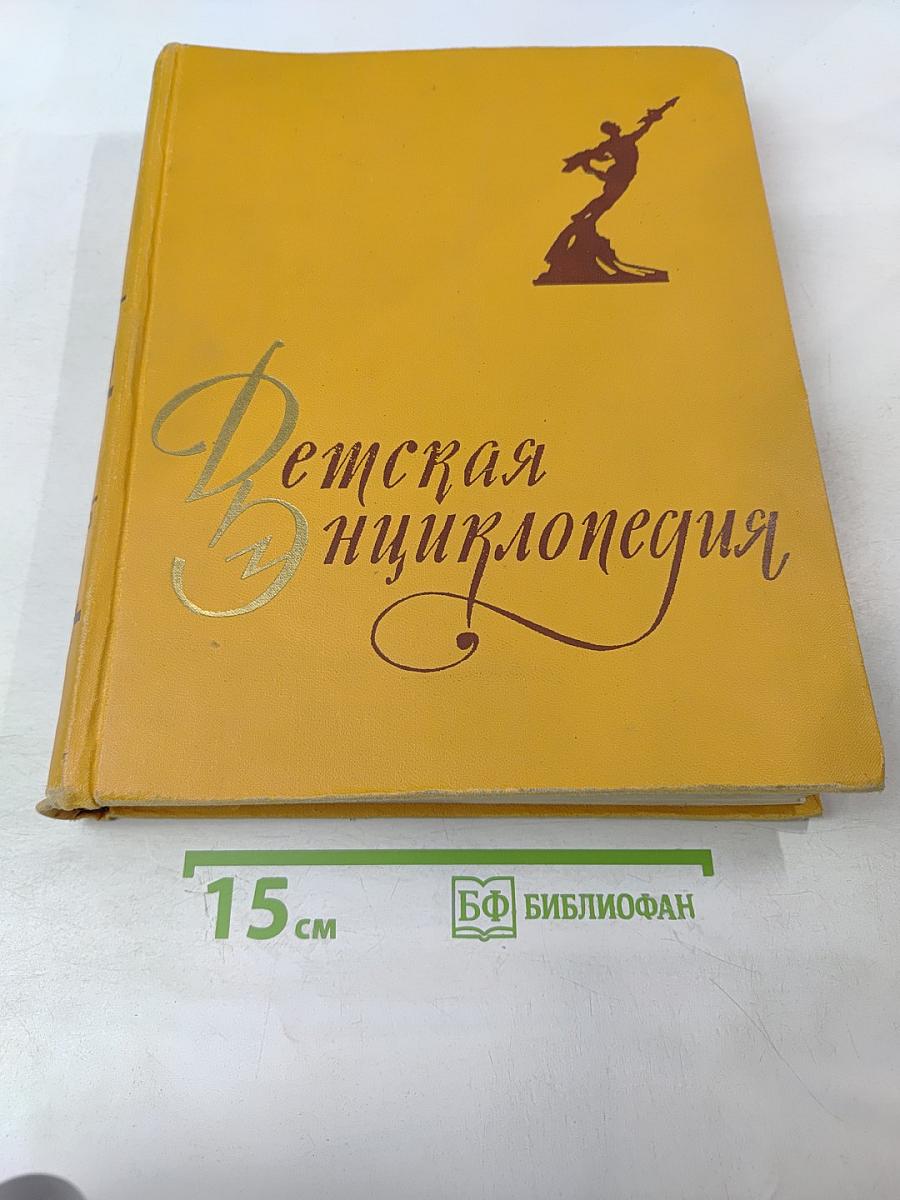 Детская
Энциклопедия
15 см
БФ БИБЛИОФАН